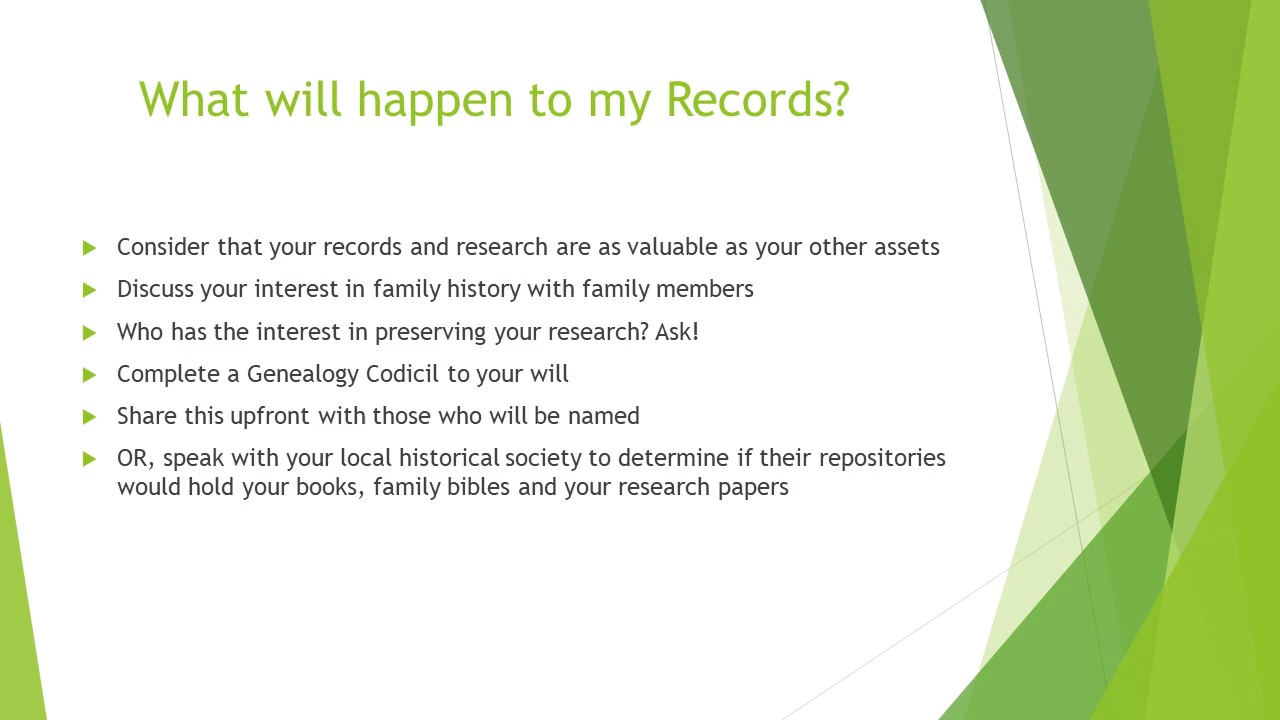 What will happen to my Records?
Consider that your records and research are as valuable as your other assets
Discuss your interest in family history with family members
Who has the interest in preserving your research? Ask!
Complete a Genealogy Codicil to your will
Share this upfront with those who will be named
OR, speak with your local historical society to determine if their repositories
would hold your books, family bibles and your research papers